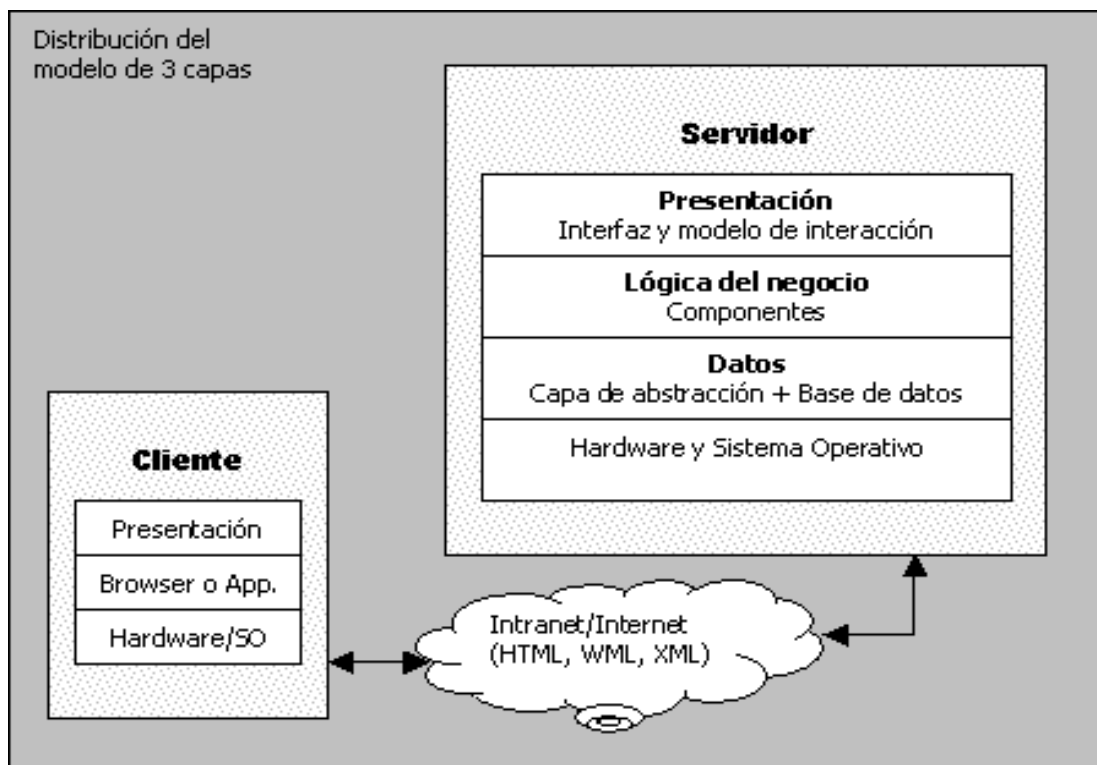 Distribución del
modelo de 3 capas
Servidor
Presentación
Interfaz y modelo de interacción
Lógica del negocio
Componentes
Datos
Capa de abstracción + Base de datos
Hardware y Sistema Operativo
Cliente
Presentación
Browser o App.
Hardware/SO
Intranet/Internet
(HTML, WML, XML)